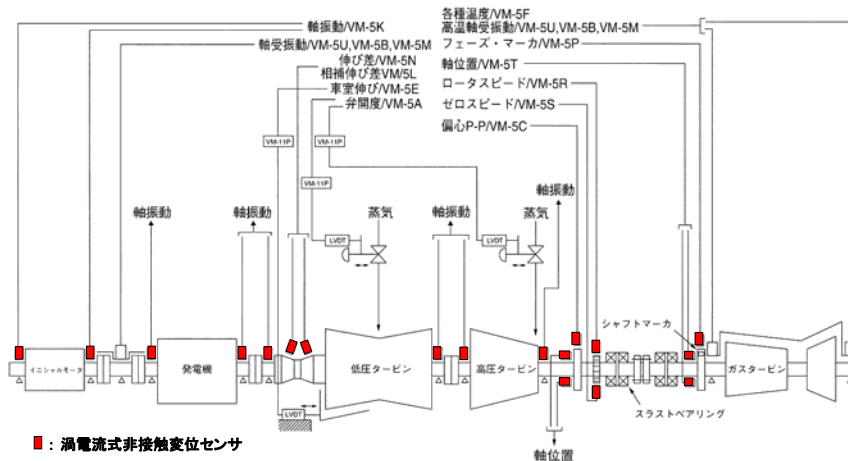 軸振動/VM-5K
軸受振動/VM-5U,VM-5B,VM-5M
伸び差/VM-5N
相補伸び差VM/5L
車室伸び/VM-5E
弁開度/VM-5A
各種温度/VM-5F
高温軸受振動/VM-5U,VM-5B,VM-5M
フェーズ・マーカ/VM-5P
軸位置/VM-5T
ロータスピード/VM-5R
ゼロスピード/VM-5S
偏心P-P/VM-5C
VM-11P
VM-11P
VM-11P
軸振動
軸振動
軸振動
軸振動
蒸気
蒸気
LVDT
LVDT
シャフトマーカ
イニシャルモータ
発電機
低圧タービン
高圧タービン
ガスタービン
スラストベアリング
LVDT
軸位置
：渦電流式非接触変位センサ